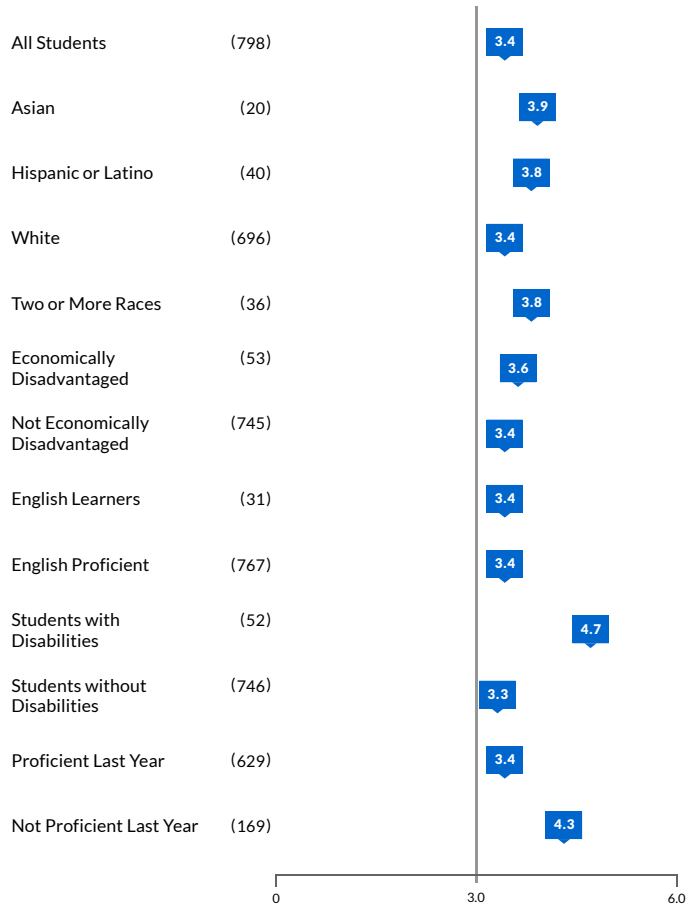 All Students (798) 3.4
Asian (20) 3.9
Hispanic or Latino (40) 3.8
White (696) 3.4
Two or More Races (36) 3.8
Economically (53)
Disadvantaged 3.6
Not Economically (745)
Disadvantaged 3.4
English Learners (31) 3.4
English Proficient (767) 3.4
Students with (52)
Disabilities 4.7
Students without (746)
Disabilities 3.3
Proficient Last Year (629) 3.4
Not Proficient Last Year (169) 4.3
0 3.0 6.0